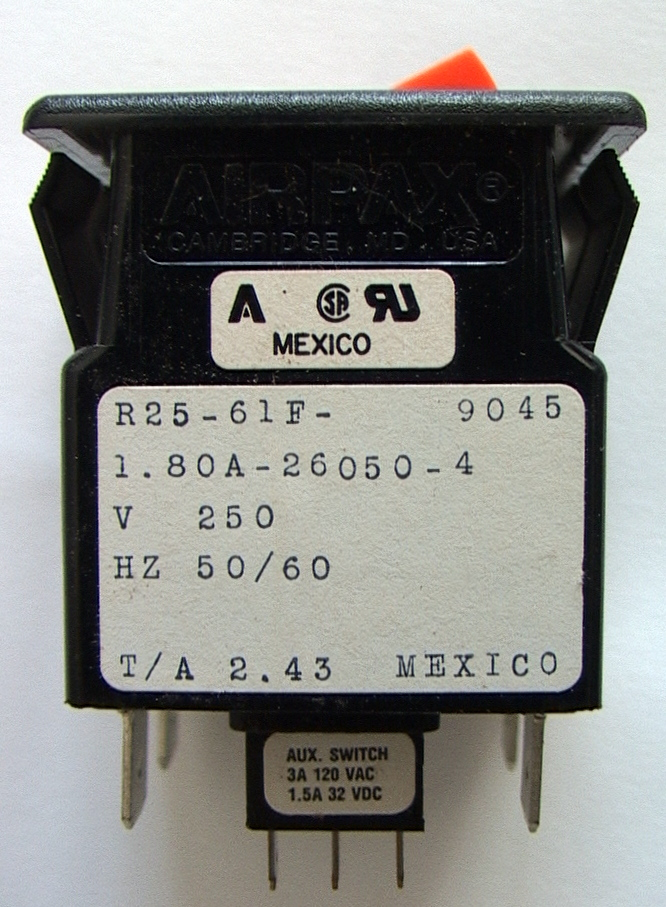 AIRPAX®
CAMBRIDGE, MD. USA
MEXICO
R25-61F- 9045
1.80A-26050-4
V 250
HZ 50/60
T/A 2.43 MEXICO
AUX. SWITCH
3A 120 VAC
1.5A 32 VDC